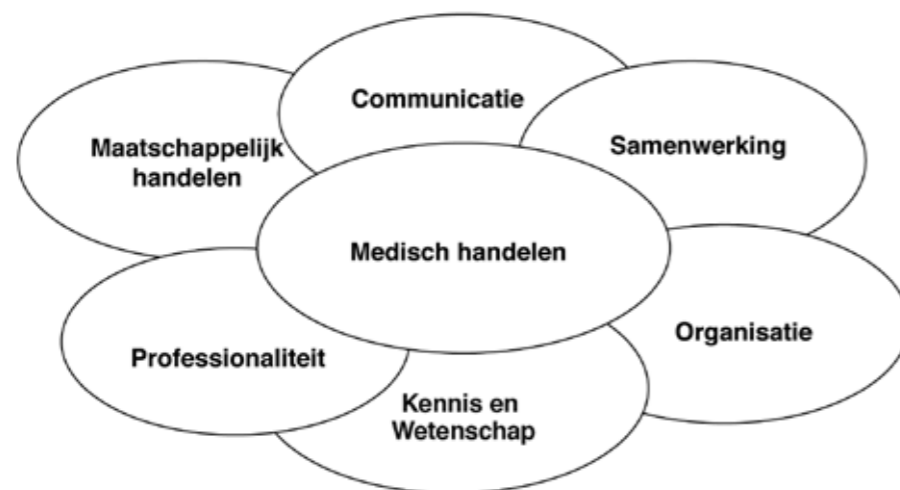 Communicatie
Samenwerking
Maatschappelijk
handelen
Medisch handelen
Organisatie
Professionaliteit
Kennis en
Wetenschap